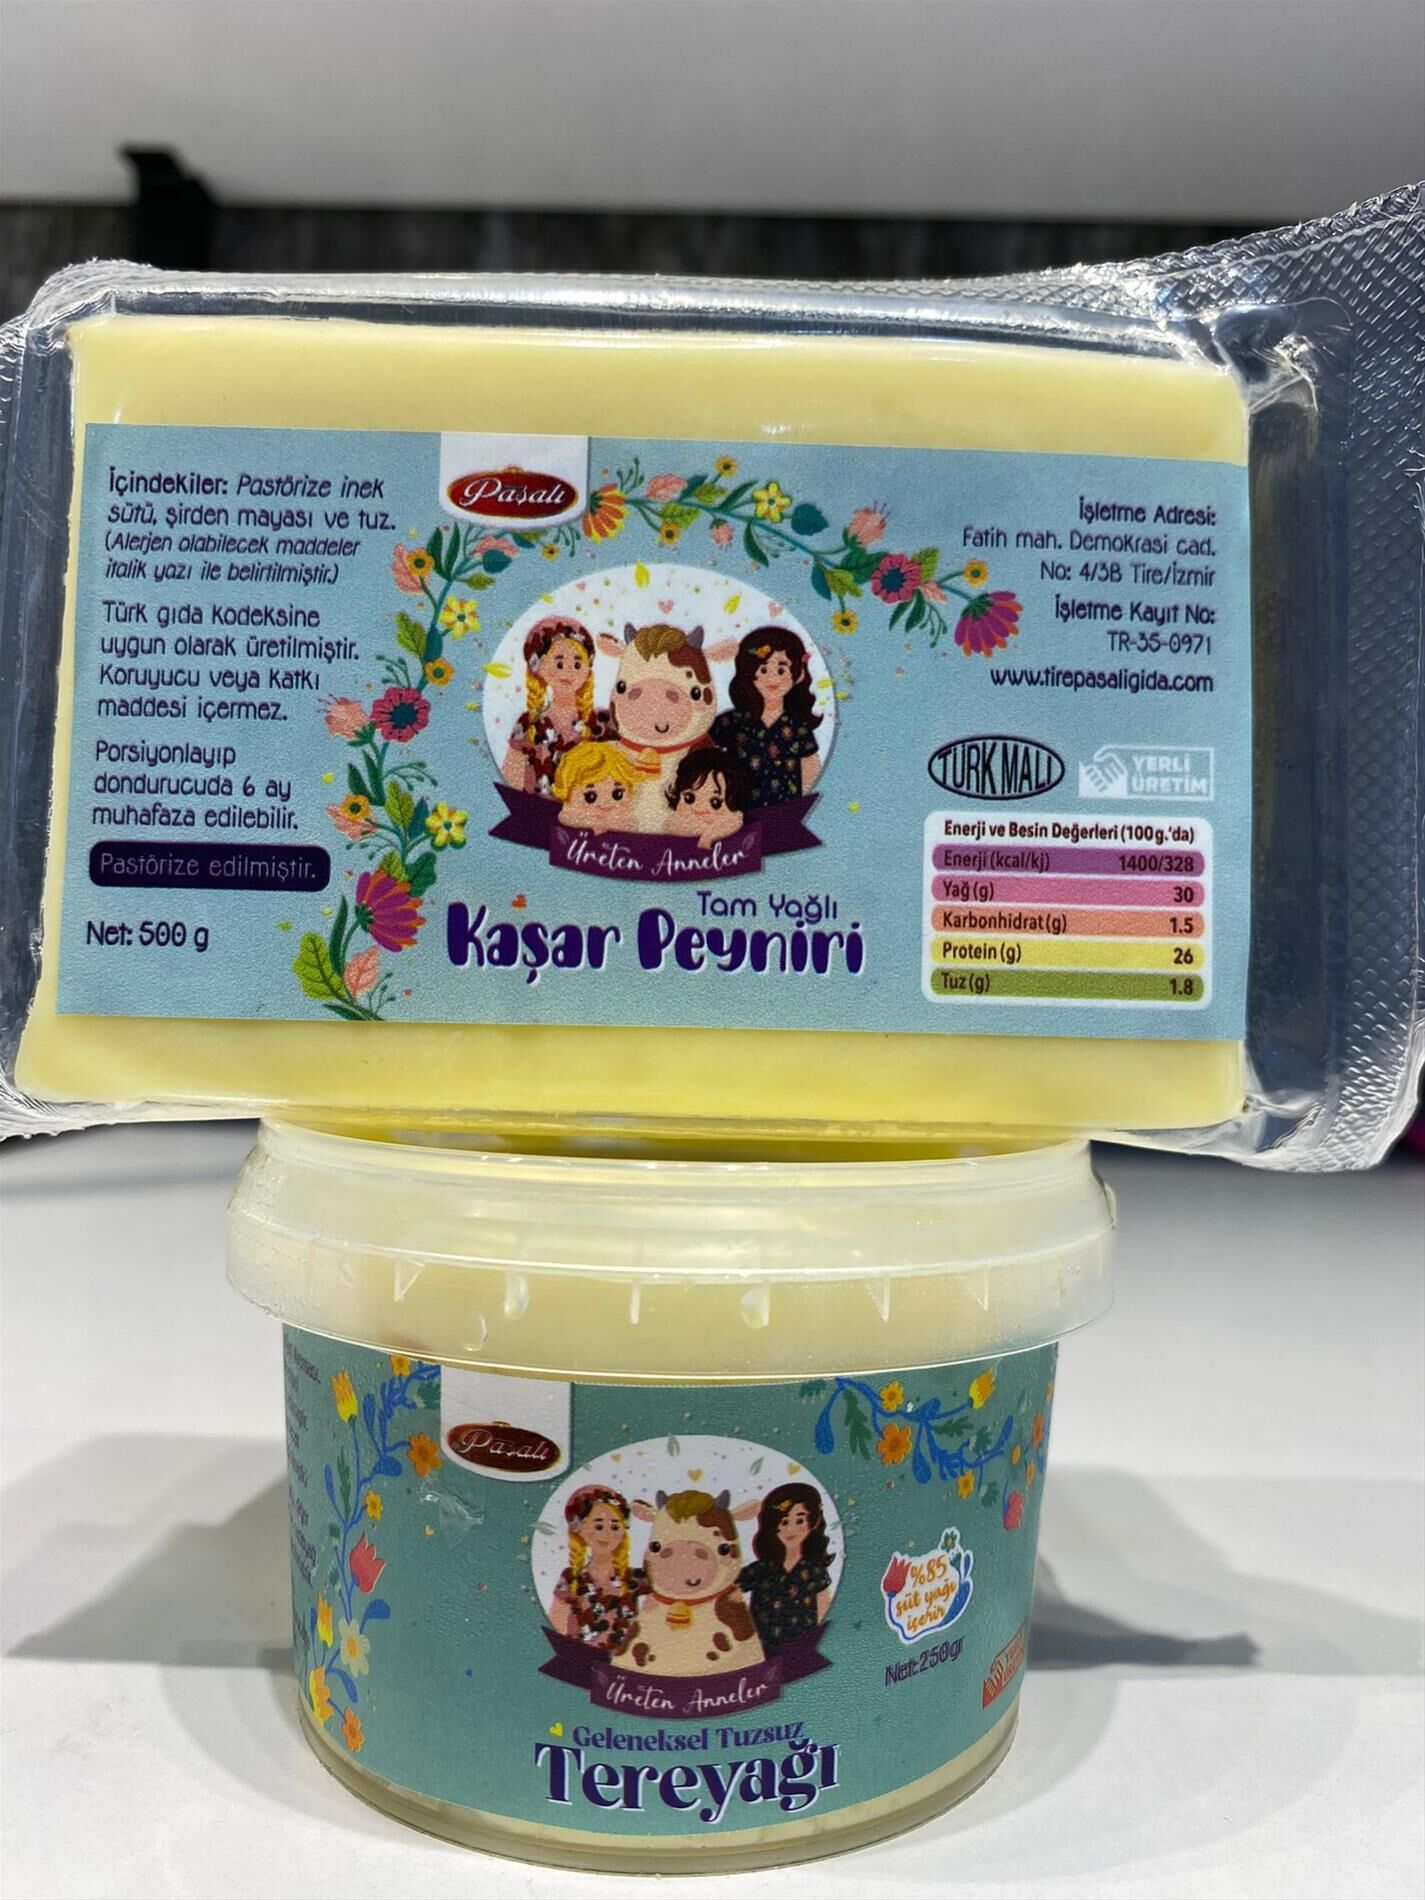 Paşalı
İçindekiler: Pastörize inek
sütü, şirden mayası ve tuz.
(Alerjen olabilecek maddeler
italik yazı ile belirtilmiştir.)
Türk gıda kodeksine
uygun olarak üretilmiştir.
Koruyucu veya katkı
maddesi içermez.
Porsiyonlayıp
dondurucuda 6 ay
muhafaza edilebilir.
Pastörize edilmiştir.
Net: 500 g
Üreten Anneler
Tam Yağlı
Kaşar Peyniri
İşletme Adresi:
Fatih mah. Demokrasi cad.
No: 4/3B Tire/İzmir
İşletme Kayıt No:
TR-35-0971
www.tirepasaligida.com
TÜRK MALI
YERLİ
ÜRETİM
Enerji ve Besin Değerleri (100 g.'da)
Enerji (kcal/kj) 1400/328
Yağ (g) 30
Karbonhidrat (g) 1.5
Protein (g) 26
Tuz (g) 1.8
Paşalı
Üreten Anneler
Geleneksel Tuzsuz
Tereyağı
%85
süt yağı
içerir
Net:250gr